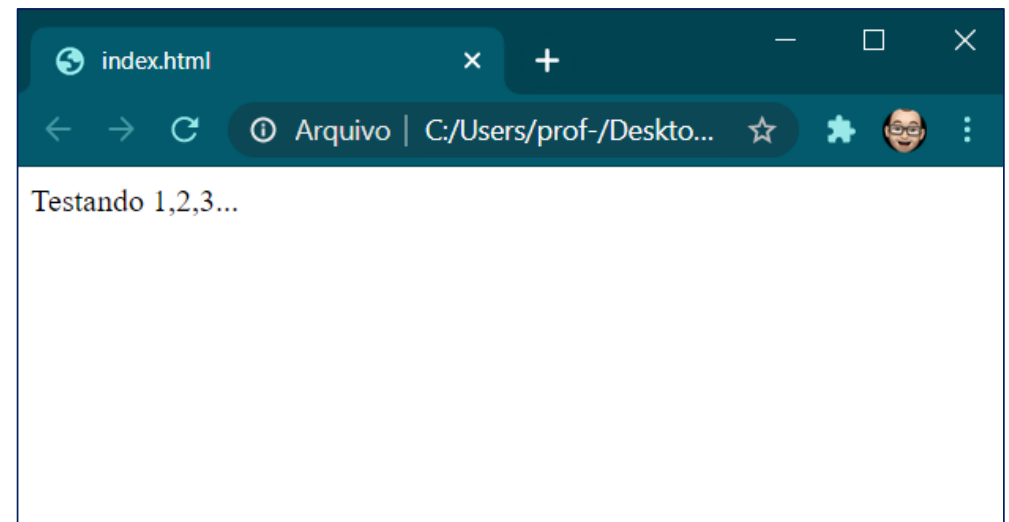 index.html
Arquivo | C:/Users/prof-/Deskto...
Testando 1,2,3...